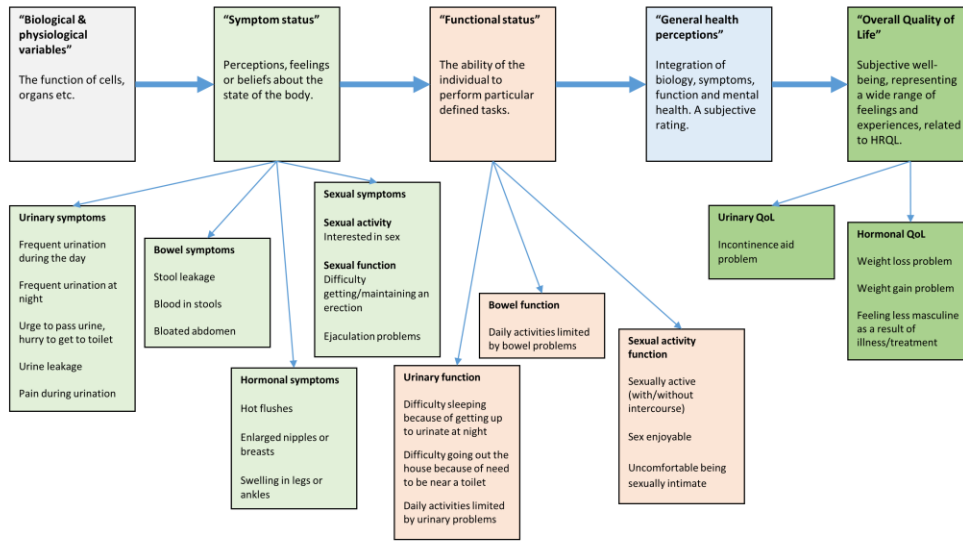 “Biological &
physiological
variables”
The function of cells,
organs etc.
“Symptom status”
Perceptions, feelings
or beliefs about the
state of the body.
“Functional status”
The ability of the
individual to
perform particular
defined tasks.
“General health
perceptions”
Integration of
biology, symptoms,
function and mental
health. A subjective
rating.
“Overall Quality of
Life”
Subjective well-
being, representing
a wide range of
feelings and
experiences, related
to HRQL.
Urinary symptoms
Frequent urination
during the day
Frequent urination at
night
Urge to pass urine,
hurry to get to toilet
Urine leakage
Pain during urination
Bowel symptoms
Stool leakage
Blood in stools
Bloated abdomen
Sexual symptoms
Sexual activity
Interested in sex
Sexual function
Difficulty
getting/maintaining an
erection
Ejaculation problems
Hormonal symptoms
Hot flushes
Enlarged nipples or
breasts
Swelling in legs or
ankles
Urinary function
Difficulty sleeping
because of getting up
to urinate at night
Difficulty going out the
house because of need
to be near a toilet
Daily activities limited
by urinary problems
Bowel function
Daily activities limited
by bowel problems
Sexual activity
function
Sexually active
(with/without
intercourse)
Sex enjoyable
Uncomfortable being
sexually intimate
Urinary QoL
Incontinence aid
problem
Hormonal QoL
Weight loss problem
Weight gain problem
Feeling less masculine
as a result of
illness/treatment